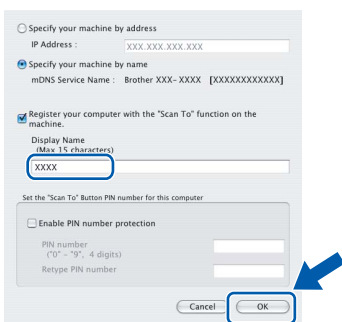 Specify your machine by address
IP Address : XXX.XXX.XXX.XXX
Specify your machine by name
mDNS Service Name : Brother XXX- XXXX [XXXXXXXXXXXX]
Register your computer with the "Scan To" function on the
machine.
Display Name
(Max 15 characters)
XXXX
Set the "Scan To" Button PIN number for this computer
Enable PIN number protection
PIN number
("0" - "9", 4 digits)
Retype PIN number
Cancel OK